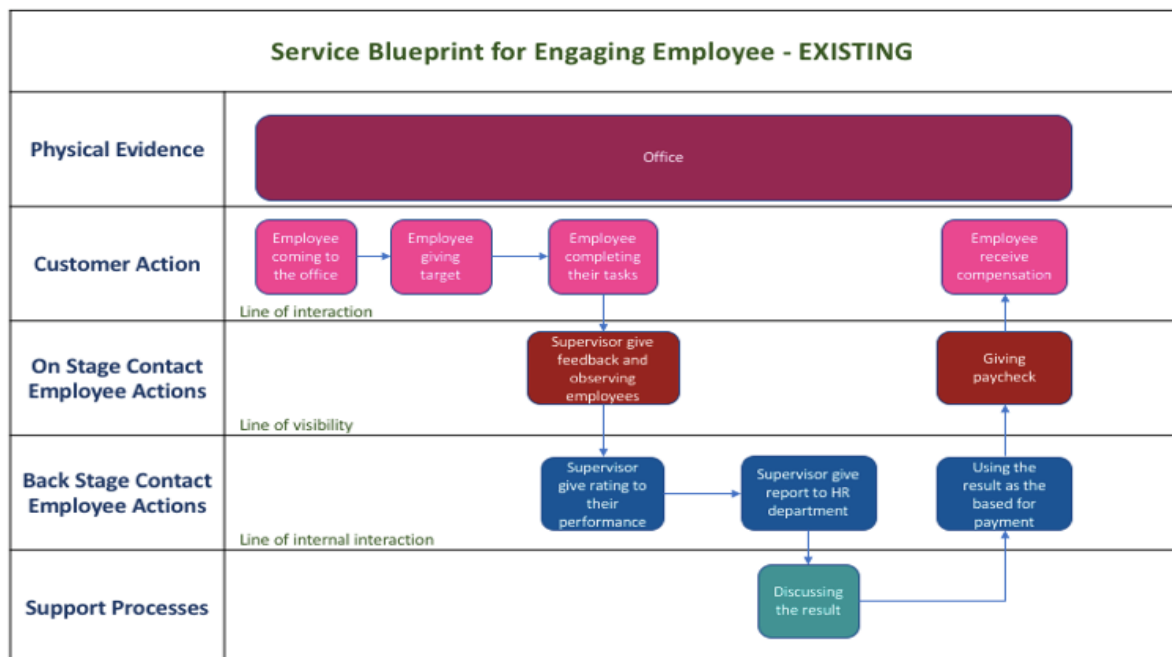 Service Blueprint for Engaging Employee - EXISTING
Physical Evidence
Office
Customer Action
Employee
coming to
the office
Employee
giving
target
Employee
completing
their tasks
Employee
receive
compensation
Line of interaction
On Stage Contact
Employee Actions
Supervisor give
feedback and
observing
employees
Giving
paycheck
Line of visibility
Back Stage Contact
Employee Actions
Supervisor
give rating to
their
performance
Supervisor give
report to HR
department
Using the
result as the
based for
payment
Line of internal interaction
Support Processes
Discussing
the result